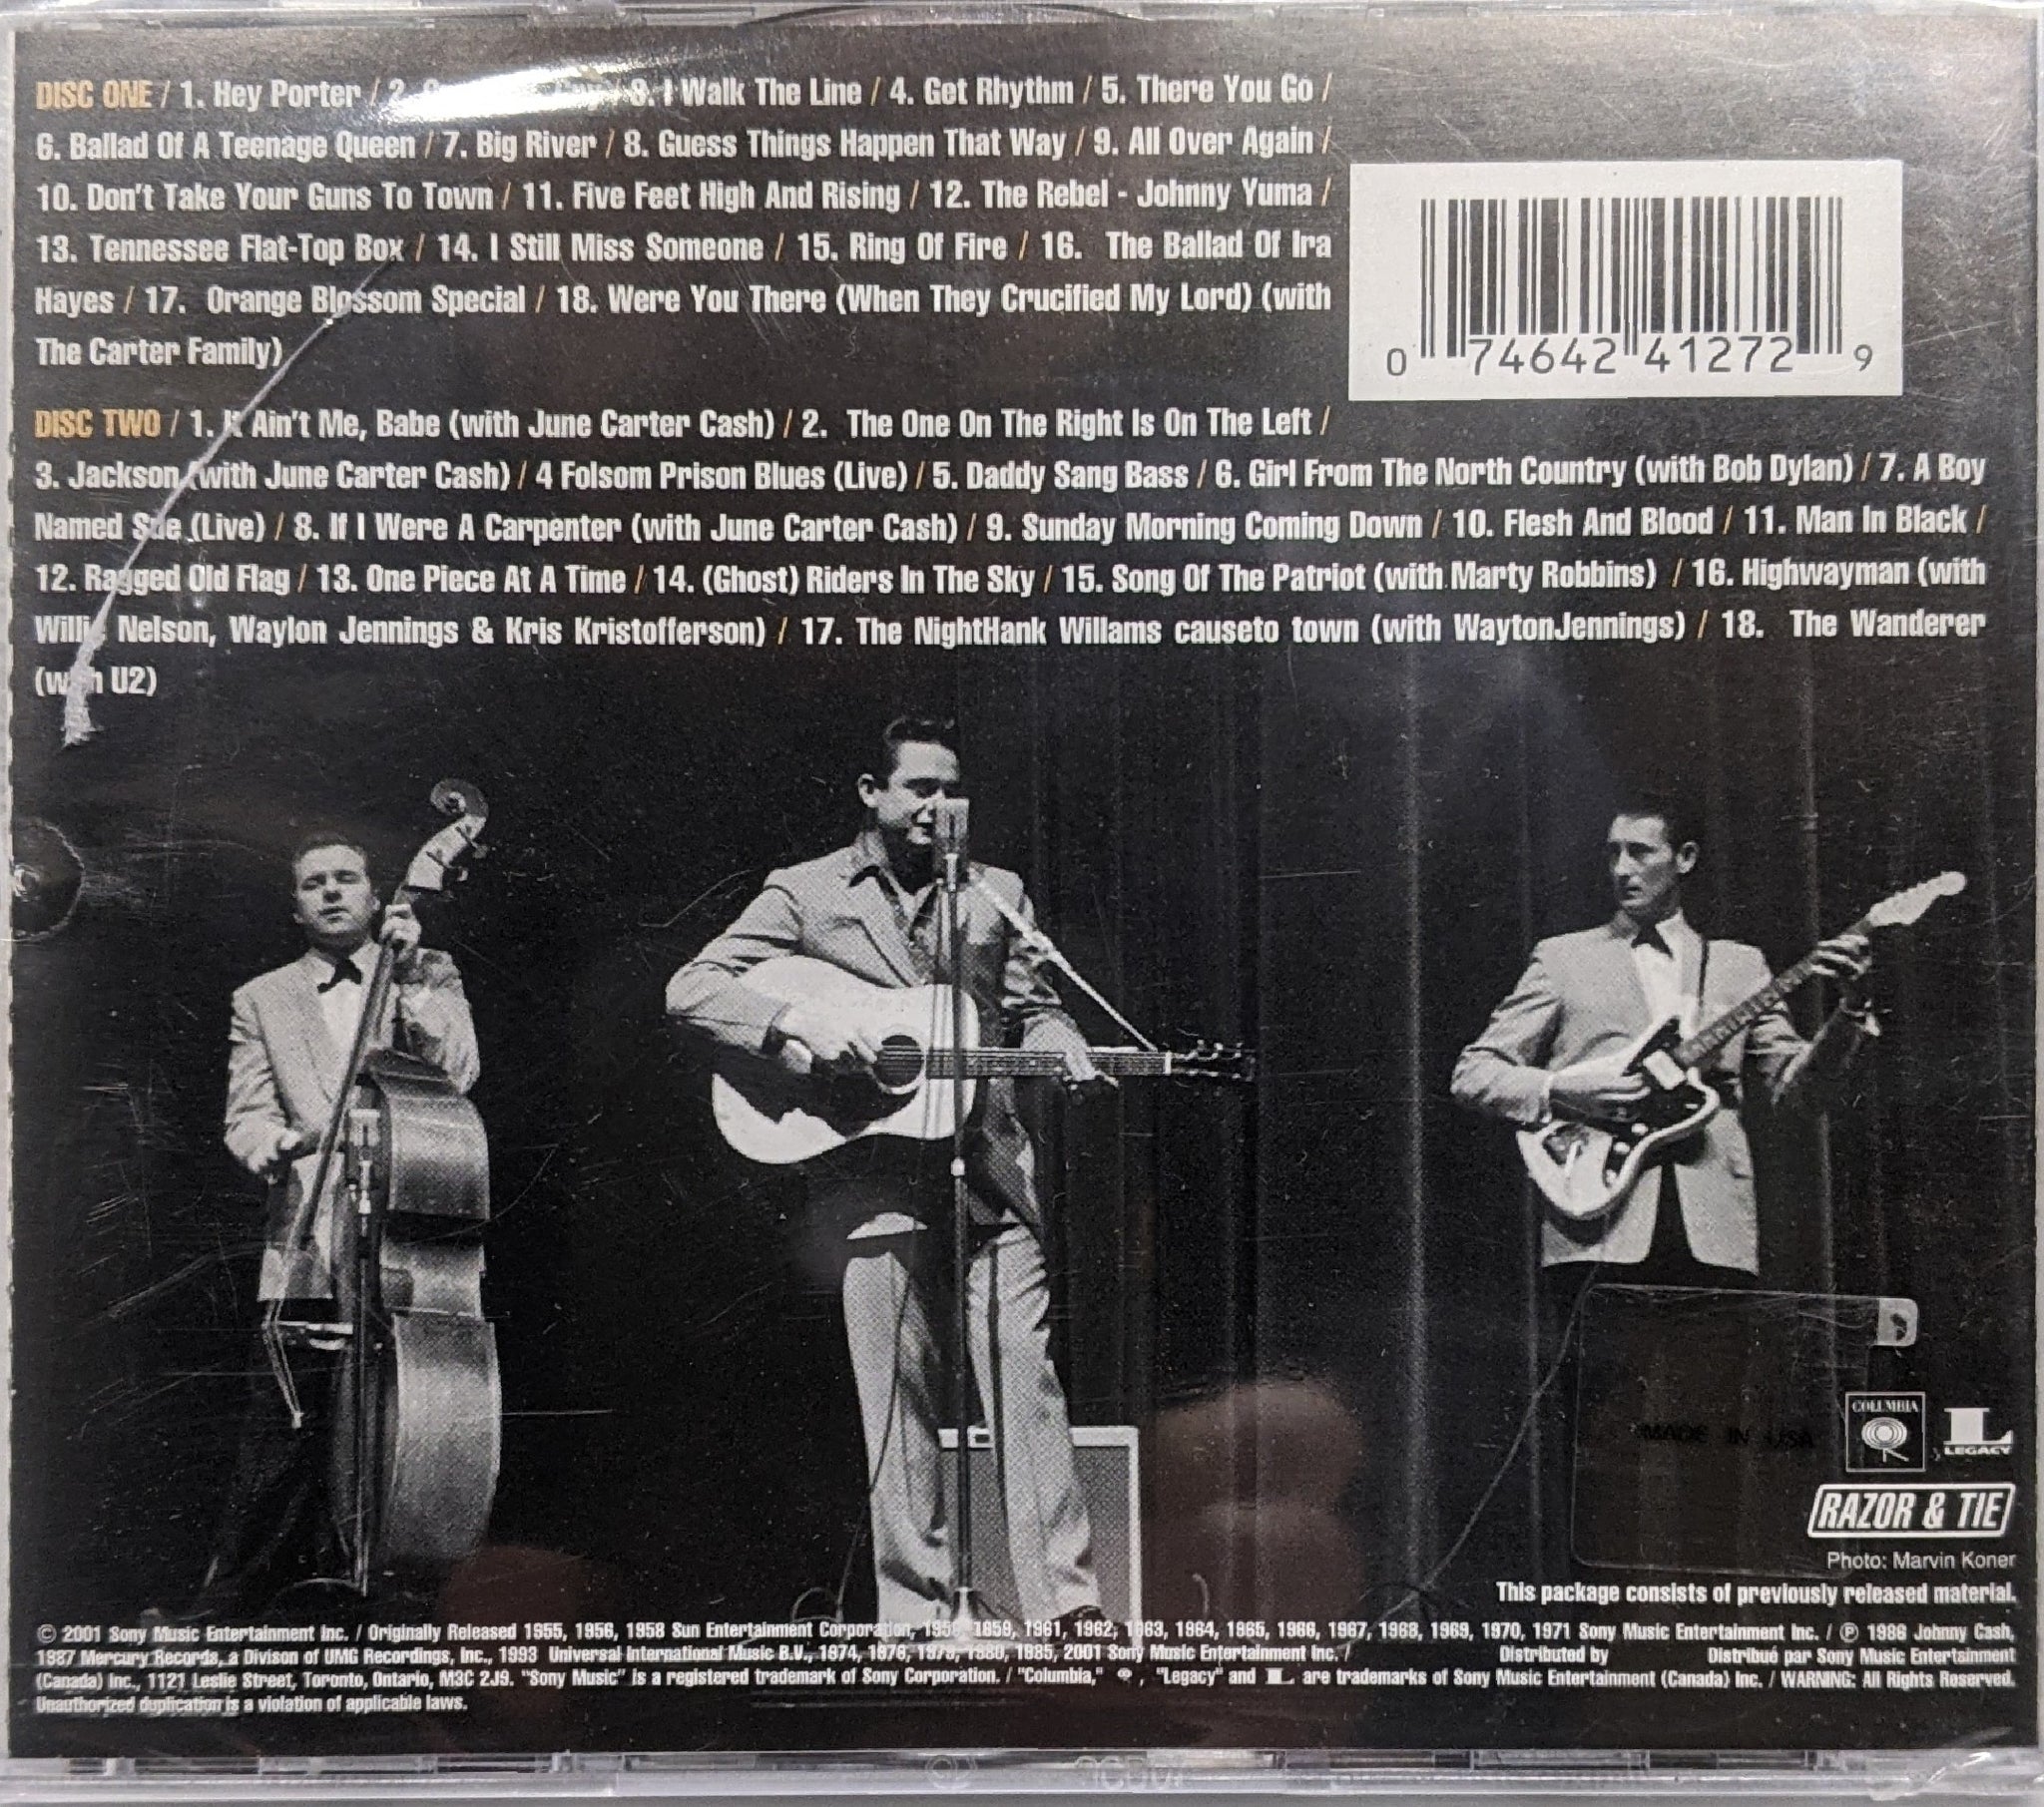 DISC ONE / 1. Hey Porter / 2. / 3. I Walk The Line / 4. Get Rhythm / 5. There You Go /
6. Ballad Of A Teenage Queen / 7. Big River / 8. Guess Things Happen That Way / 9. All Over Again /
10. Don't Take Your Guns To Town / 11. Five Feet High And Rising / 12. The Rebel - Johnny Yuma /
13. Tennessee Flat-Top Box / 14. I Still Miss Someone / 15. Ring Of Fire / 16. The Ballad Of Ira
Hayes / 17. Orange Blossom Special / 18. Were You There (When They Crucified My Lord) (with
The Carter Family)
0 74642 41272 9
DISC TWO / 1. It Ain't Me, Babe (with June Carter Cash) / 2. The One On The Right Is On The Left /
3. Jackson (with June Carter Cash) / 4 Folsom Prison Blues (Live) / 5. Daddy Sang Bass / 6. Girl From The North Country (with Bob Dylan) / 7. A Boy
Named Sue (Live) / 8. If I Were A Carpenter (with June Carter Cash) / 9. Sunday Morning Coming Down / 10. Flesh And Blood / 11. Man In Black /
12. Ragged Old Flag / 13. One Piece At A Time / 14. (Ghost) Riders In The Sky / 15. Song Of The Patriot (with Marty Robbins) / 16. Highwayman (with
Willie Nelson, Waylon Jennings & Kris Kristofferson) / 17. The NightHank Willams causeto town (with WaytonJennings) / 18. The Wanderer
(with U2)
MADE IN USA
COLUMBIA
L
LEGACY
RAZOR & TIE
Photo: Marvin Koner
This package consists of previously released material.
© 2001 Sony Music Entertainment Inc. / Originally Released 1955, 1956, 1958 Sun Entertainment Corporation, 1959, 1961, 1962, 1963, 1964, 1965, 1966, 1967, 1968, 1969, 1970, 1971 Sony Music Entertainment Inc. / ℗ 1986 Johnny Cash,
1987 Mercury Records, a Divison of UMG Recordings, Inc., 1993 Universal International Music B.V., 1974, 1976, 1979, 1980, 1985, 2001 Sony Music Entertainment Inc. / Distributed by Distribué par Sony Music Entertainment
(Canada) Inc., 1121 Leslie Street, Toronto, Ontario, M3C 2J9. "Sony Music" is a registered trademark of Sony Corporation. / "Columbia," , "Legacy" and L are trademarks of Sony Music Entertainment (Canada) Inc. / WARNING: All Rights Reserved.
Unauthorized duplication is a violation of applicable laws.